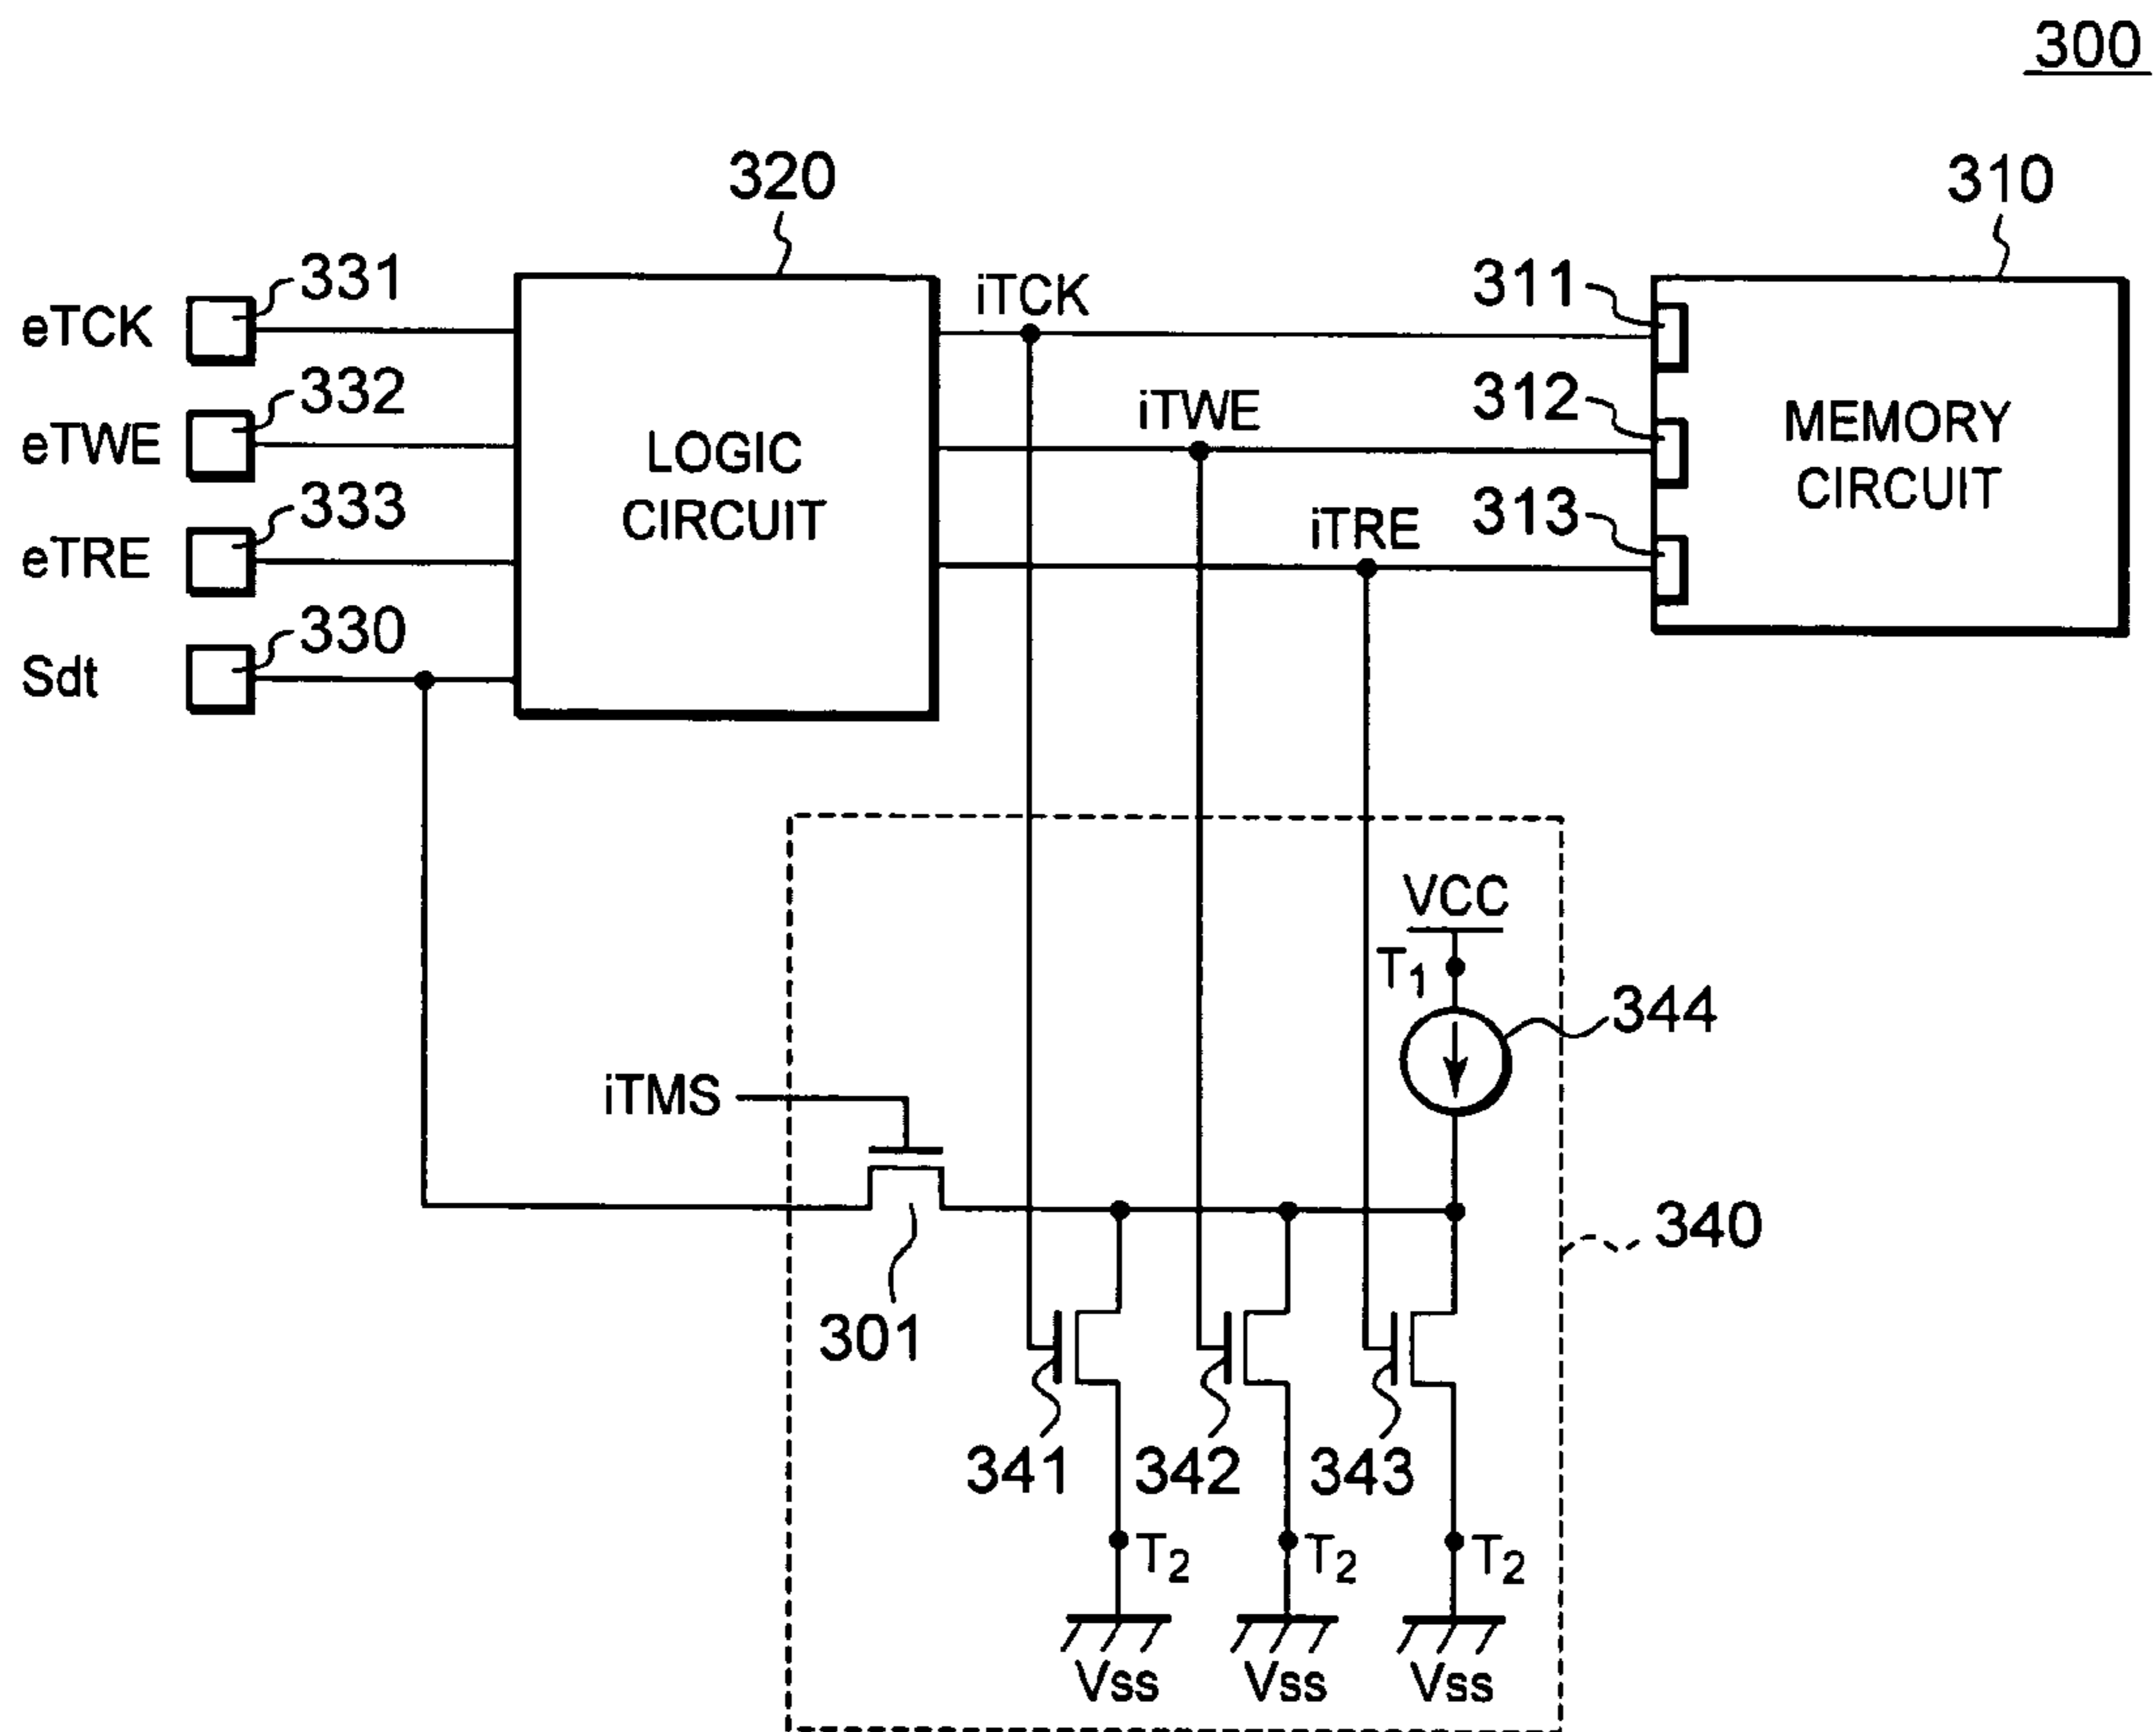 300
320
310
eTCK
331
iTCK
311
eTWE
332
iTWE
312
LOGIC
CIRCUIT
MEMORY
CIRCUIT
eTRE
333
iTRE
313
Sdt
330
VCC
T1
344
iTMS
340
301
341
342
343
T2
T2
T2
Vss
Vss
Vss